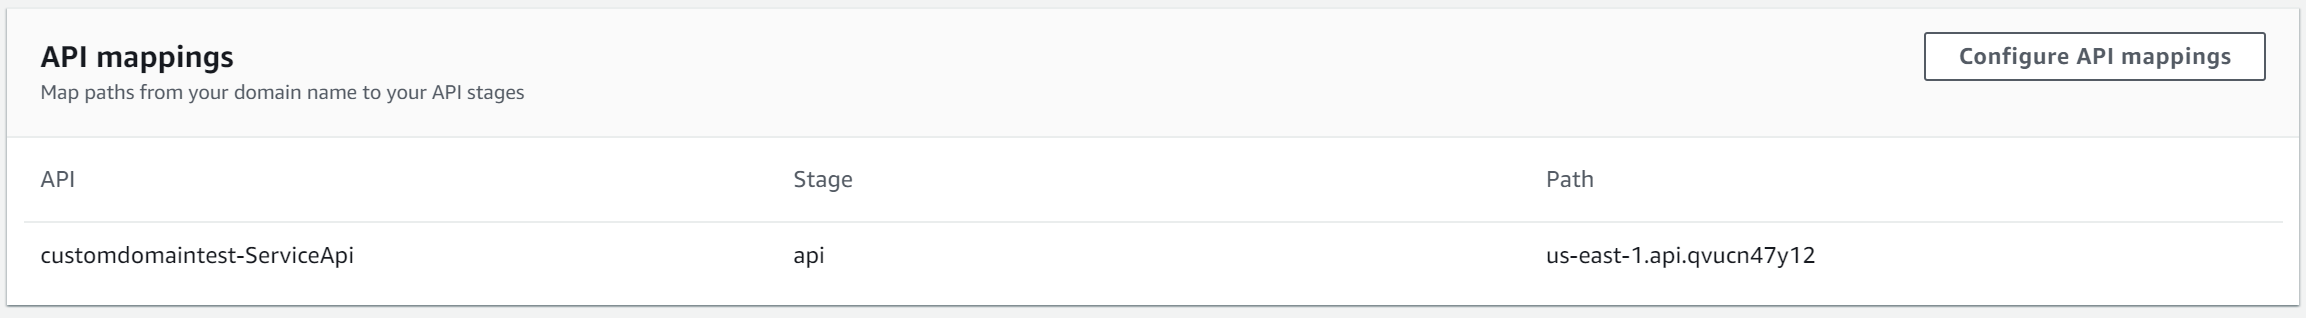 API mappings
Configure API mappings
Map paths from your domain name to your API stages
API Stage Path
customdomaintest-ServiceApi api us-east-1.api.qvucn47y12